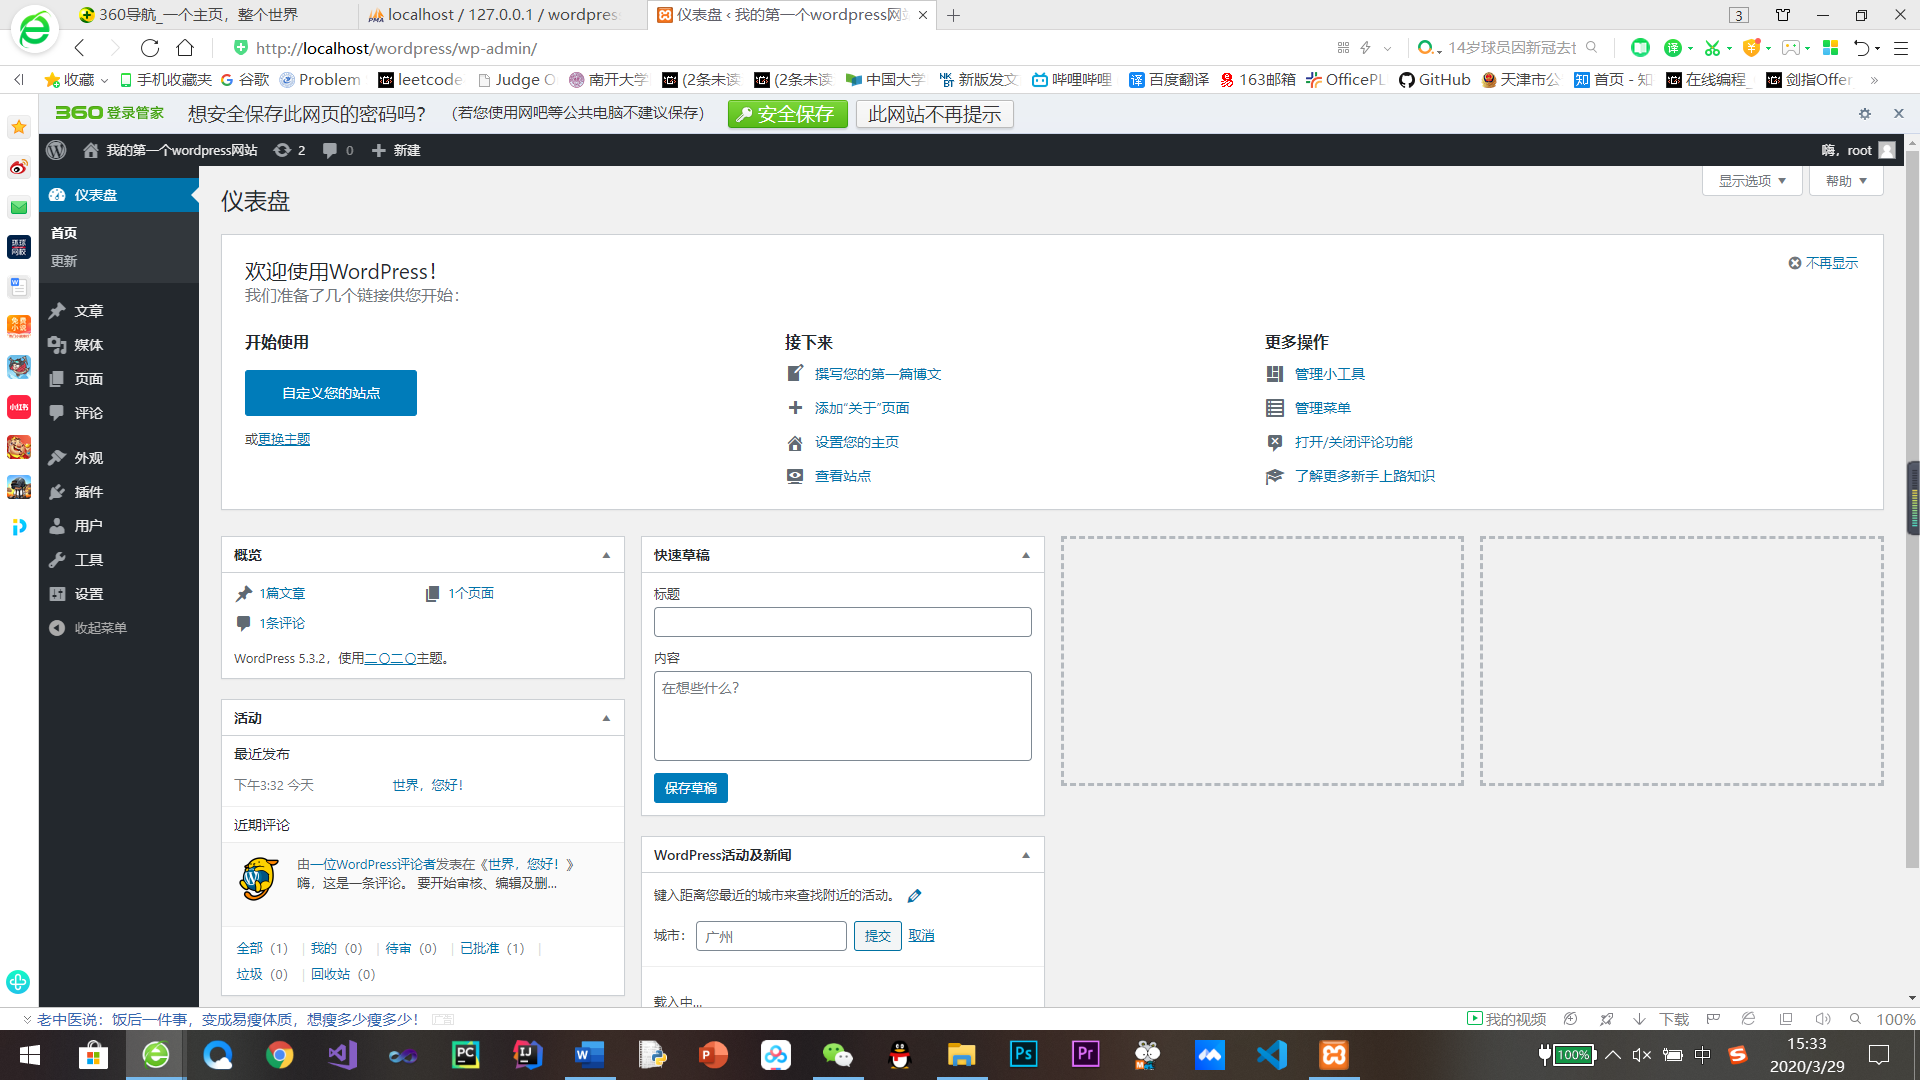 360导航_一个主页，整个世界
localhost / 127.0.0.1 / wordpres
仪表盘 ‹ 我的第一个wordpress网
3
http://localhost/wordpress/wp-admin/
14岁球员因新冠去
收藏
手机收藏夹
谷歌
Problem
leetcode
Judge O
南开大学
(2条未读
(2条未读
中国大学
新版发文
哔哩哔哩
百度翻译
163邮箱
OfficePL
GitHub
天津市公
首页 - 知
在线编程_
剑指Offer
360 登录管家
想安全保存此网页的密码吗？
（若您使用网吧等公共电脑不建议保存）
安全保存
此网站不再提示
我的第一个wordpress网站
2
0
新建
嗨，root
仪表盘
首页
更新
文章
媒体
页面
评论
外观
插件
用户
工具
设置
收起菜单
仪表盘
显示选项
帮助
欢迎使用WordPress！
我们准备了几个链接供您开始：
不再显示
开始使用
自定义您的站点
或更换主题
接下来
撰写您的第一篇博文
添加“关于”页面
设置您的主页
查看站点
更多操作
管理小工具
管理菜单
打开/关闭评论功能
了解更多新手上路知识
概览
1篇文章
1个页面
1条评论
WordPress 5.3.2，使用二〇二〇主题。
活动
最近发布
下午3:32 今天
世界，您好！
近期评论
由一位WordPress评论者发表在《世界，您好！》
嗨，这是一条评论。 要开始审核、编辑及删...
全部（1）
我的（0）
待审（0）
已批准（1）
垃圾（0）
回收站（0）
快速草稿
标题
内容
在想些什么？
保存草稿
WordPress活动及新闻
键入距离您最近的城市来查找附近的活动。
城市：
广州
提交
取消
载入中...
老中医说：饭后一件事，变成易瘦体质，想瘦多少瘦多少！
广告
我的视频
下载
100%
100%
中
15:33
2020/3/29